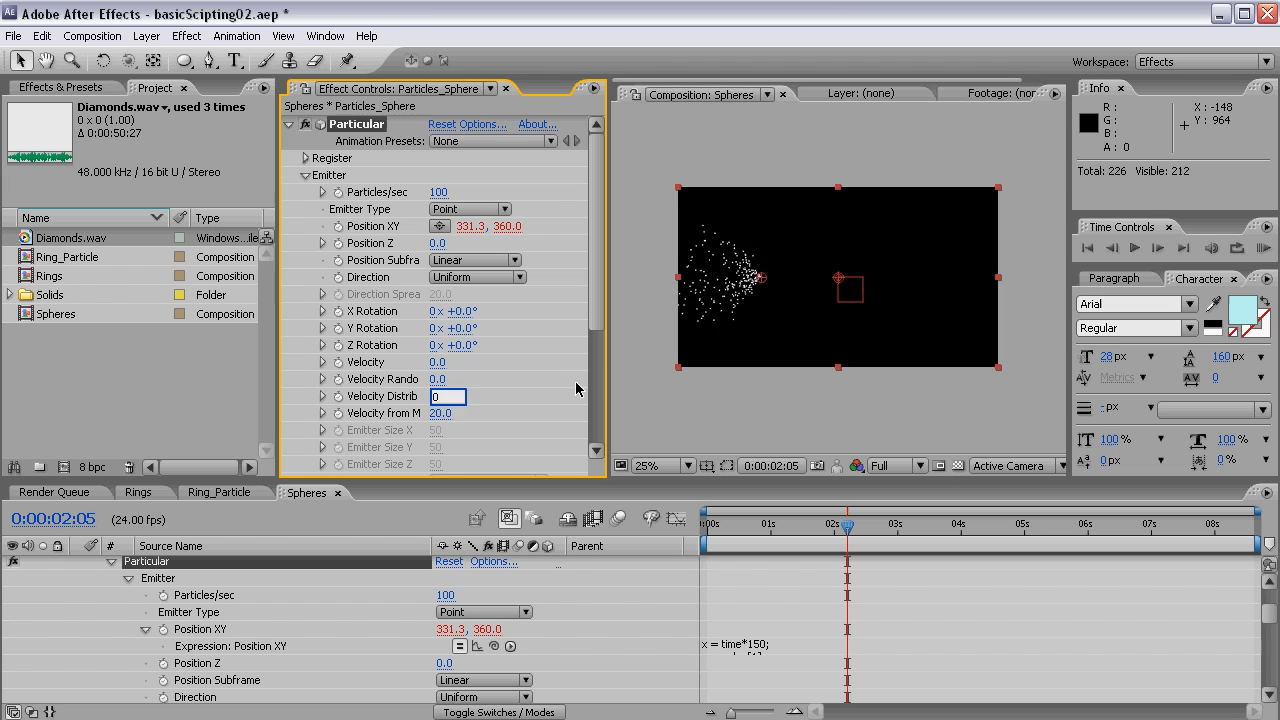 Adobe After Effects - basicScipting02.aep *
File Edit Composition Layer Effect Animation View Window Help
Workspace: Effects
Effects & Presets Project
Diamonds.wav, used 3 times
0 x 0 (1.00)
Δ 0:00:50:27
48.000 kHz / 16 bit U / Stereo
Name Type
Diamonds.wav Windows...ile
Ring_Particle Composition
Rings Composition
Solids Folder
Spheres Composition
8 bpc
Effect Controls: Particles_Sphere
Spheres * Particles_Sphere
Particular Reset Options... About...
Animation Presets: None
Register
Emitter
Particles/sec 100
Emitter Type Point
Position XY 331.3, 360.0
Position Z 0.0
Position Subfra Linear
Direction Uniform
Direction Sprea 20.0
X Rotation 0 x +0.0°
Y Rotation 0 x +0.0°
Z Rotation 0 x +0.0°
Velocity 0.0
Velocity Rando 0.0
Velocity Distrib 0
Velocity from M 20.0
Emitter Size X 50
Emitter Size Y 50
Emitter Size Z 50
Composition: Spheres Layer: (none) Footage: (nor
25% 0:00:02:05 Full Active Camera
Info
R : X : -148
G : Y : 964
B :
A : 0
Total: 226 Visible: 212
Time Controls
Paragraph Character
Arial
Regular
28 px 160 px
Metrics 0
- px
100 % 100 %
0 px 0 %
Render Queue Rings Ring_Particle Spheres
0:00:02:05 (24.00 fps)
:00s 01s 02s 03s 04s 05s 06s 07s 08s
# Source Name Parent
Particular Reset Options... ..
Emitter
Particles/sec 100
Emitter Type Point
Position XY 331.3, 360.0
Expression: Position XY x = time*150;
Position Z 0.0
Position Subframe Linear
Direction Uniform
Toggle Switches / Modes